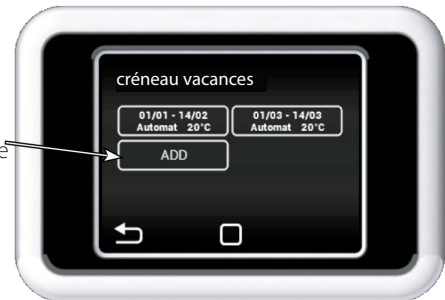 créneau vacances
01/01 - 14/02
Automat 20°C
01/03 - 14/03
Automat 20°C
ADD